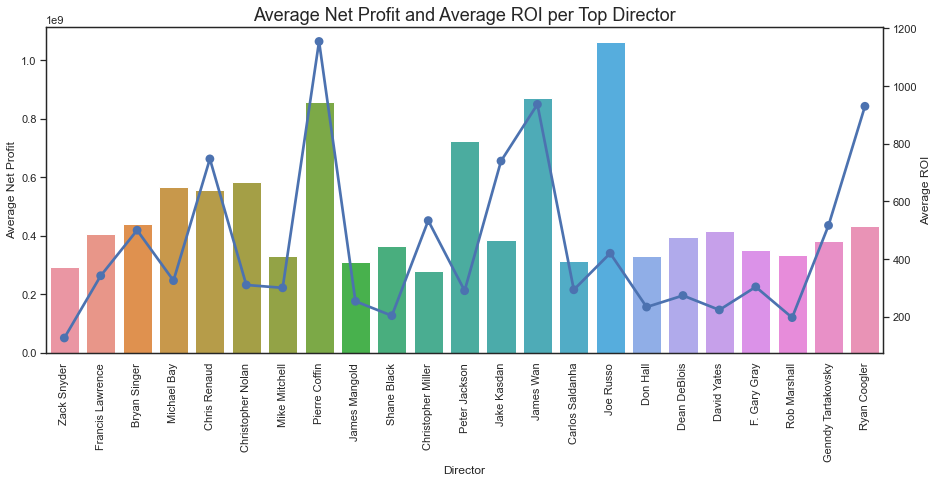 Average Net Profit and Average ROI per Top Director
1e9
1.0
0.8
0.6
0.4
0.2
0.0
Average Net Profit
1200
1000
800
600
400
200
Average ROI
Zack Snyder
Francis Lawrence
Bryan Singer
Michael Bay
Chris Renaud
Christopher Nolan
Mike Mitchell
Pierre Coffin
James Mangold
Shane Black
Christopher Miller
Peter Jackson
Jake Kasdan
James Wan
Carlos Saldanha
Joe Russo
Don Hall
Dean DeBlois
David Yates
F. Gary Gray
Rob Marshall
Genndy Tartakovsky
Ryan Coogler
Director